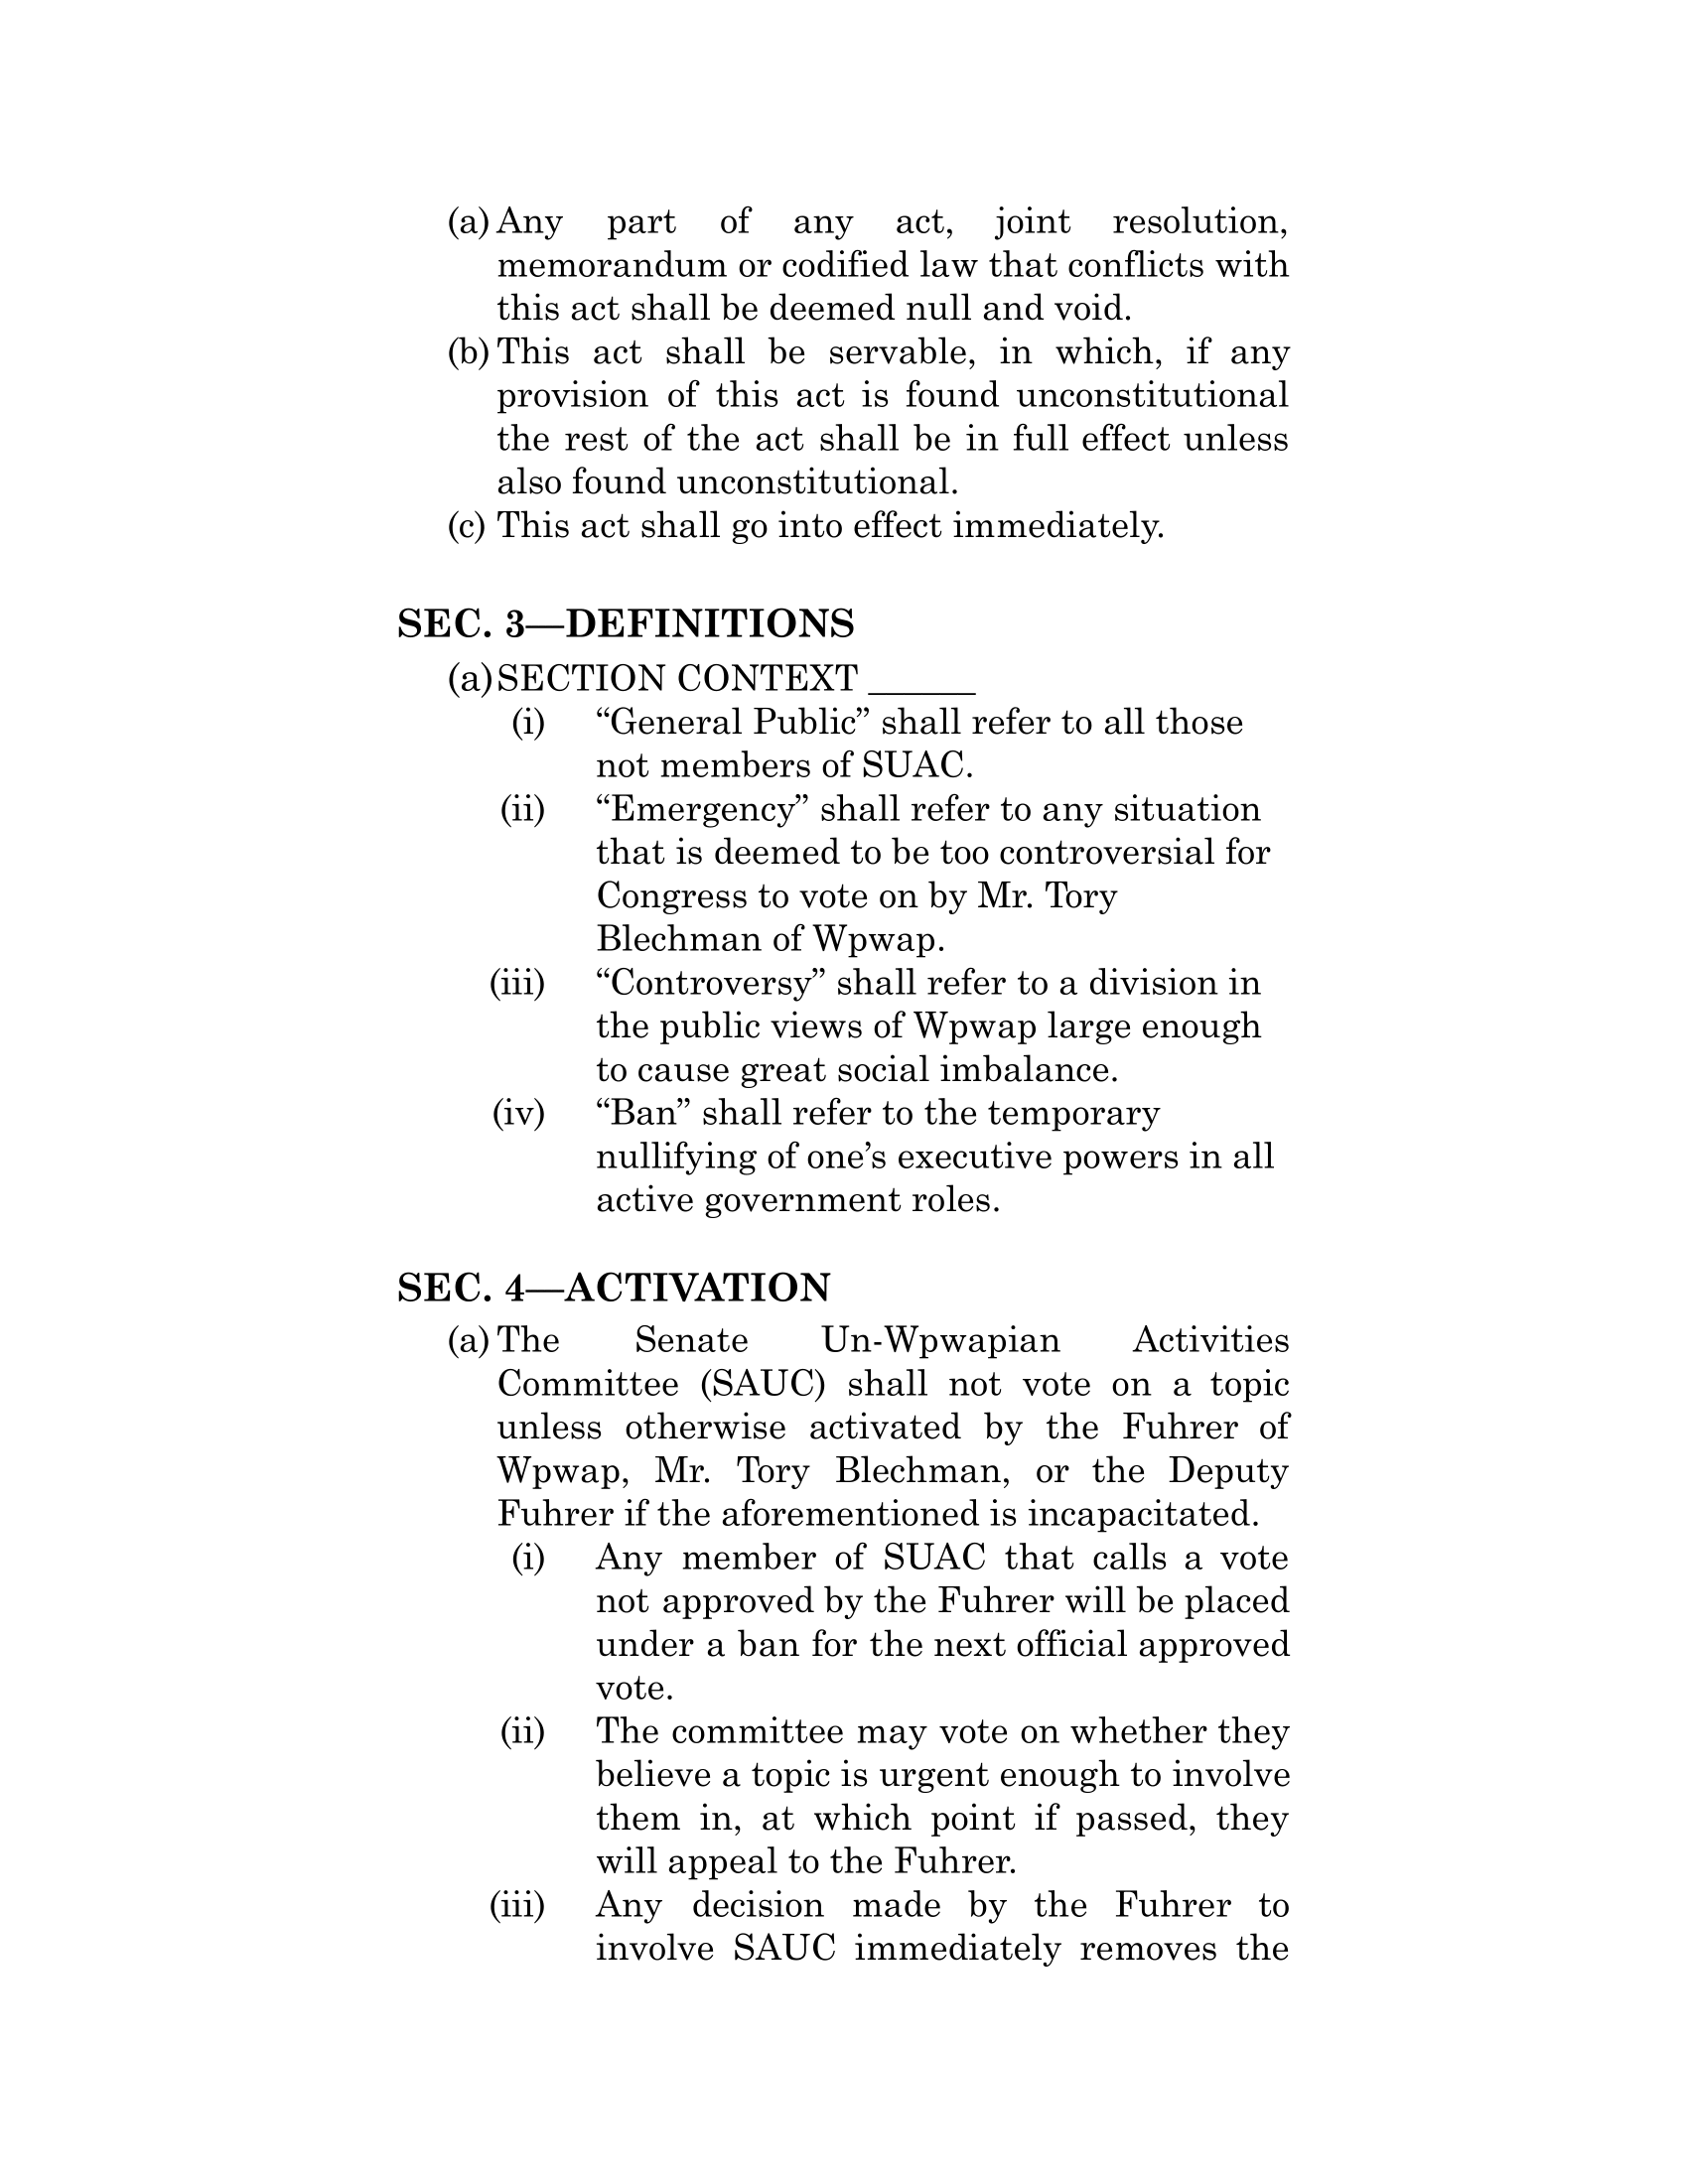 (a) Any part of any act, joint resolution,
memorandum or codified law that conflicts with
this act shall be deemed null and void.
(b) This act shall be servable, in which, if any
provision of this act is found unconstitutional
the rest of the act shall be in full effect unless
also found unconstitutional.
(c) This act shall go into effect immediately.
SEC. 3—DEFINITIONS
(a) SECTION CONTEXT ______
(i) “General Public” shall refer to all those
not members of SUAC.
(ii) “Emergency” shall refer to any situation
that is deemed to be too controversial for
Congress to vote on by Mr. Tory
Blechman of Wpwap.
(iii) “Controversy” shall refer to a division in
the public views of Wpwap large enough
to cause great social imbalance.
(iv) “Ban” shall refer to the temporary
nullifying of one’s executive powers in all
active government roles.
SEC. 4—ACTIVATION
(a) The Senate Un-Wpwapian Activities
Committee (SAUC) shall not vote on a topic
unless otherwise activated by the Fuhrer of
Wpwap, Mr. Tory Blechman, or the Deputy
Fuhrer if the aforementioned is incapacitated.
(i) Any member of SUAC that calls a vote
not approved by the Fuhrer will be placed
under a ban for the next official approved
vote.
(ii) The committee may vote on whether they
believe a topic is urgent enough to involve
them in, at which point if passed, they
will appeal to the Fuhrer.
(iii) Any decision made by the Fuhrer to
involve SAUC immediately removes the